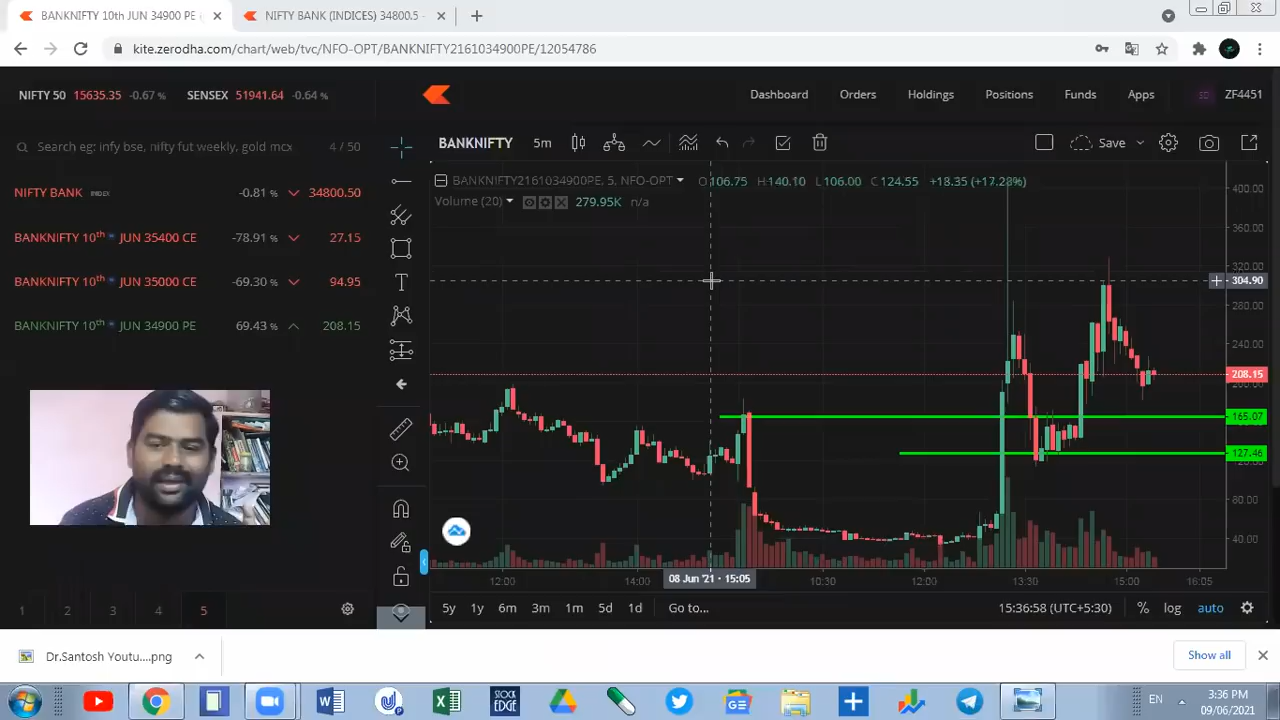 BANKNIFTY 10th JUN 34900 PE
NIFTY BANK (INDICES) 34800.5 -
kite.zerodha.com/chart/web/tvc/NFO-OPT/BANKNIFTY2161034900PE/12054786
NIFTY 50 15635.35 -0.67 % SENSEX 51941.64 -0.64 %
Dashboard Orders Holdings Positions Funds Apps SD ZF4451
Search eg: infy bse, nifty fut weekly, gold mcx 4 / 50
BANKNIFTY 5m Save
NIFTY BANK INDEX -0.81 % 34800.50
BANKNIFTY 10th JUN 35400 CE -78.91 % 27.15
BANKNIFTY 10th JUN 35000 CE -69.30 % 94.95
BANKNIFTY 10th JUN 34900 PE 69.43 % 208.15
BANKNIFTY2161034900PE, 5, NFO-OPT O106.75 H140.10 L106.00 C124.55 +18.35 (+17.28%)
Volume (20) 279.95K n/a
400.00
360.00
320.00
304.90
280.00
240.00
208.15
200.00
165.07
127.46
120.00
80.00
40.00
12:00 14:00 08 Jun '21 • 15:05 10:30 12:00 13:30 15:00 16:05
1 2 3 4 5
5y 1y 6m 3m 1m 5d 1d Go to... 15:36:58 (UTC+5:30) % log auto
Dr.Santosh Youtu....png Show all
STOCK
EDGE
EN
3:36 PM
09/06/2021